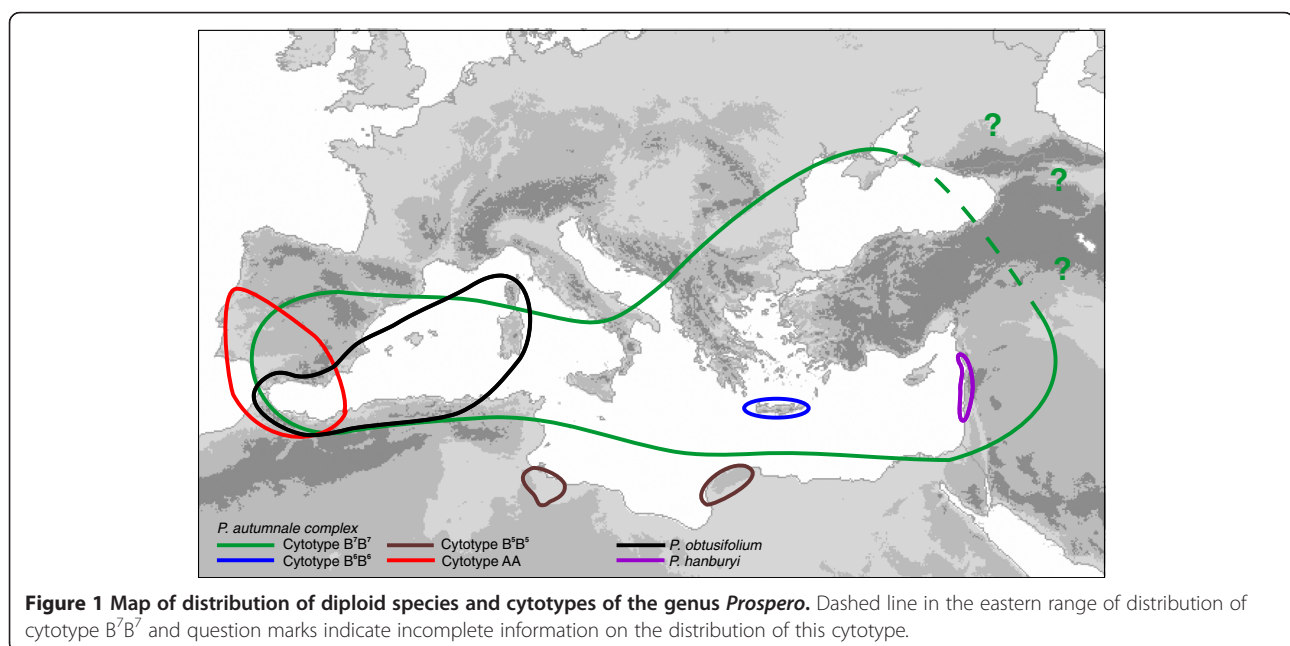 ?
?
?
P. autumnale complex
Cytotype B⁷B⁷ Cytotype B⁵B⁵ P. obtusifolium
Cytotype B⁶B⁶ Cytotype AA P. hanburyi
Figure 1 Map of distribution of diploid species and cytotypes of the genus Prospero. Dashed line in the eastern range of distribution of
cytotype B⁷B⁷ and question marks indicate incomplete information on the distribution of this cytotype.